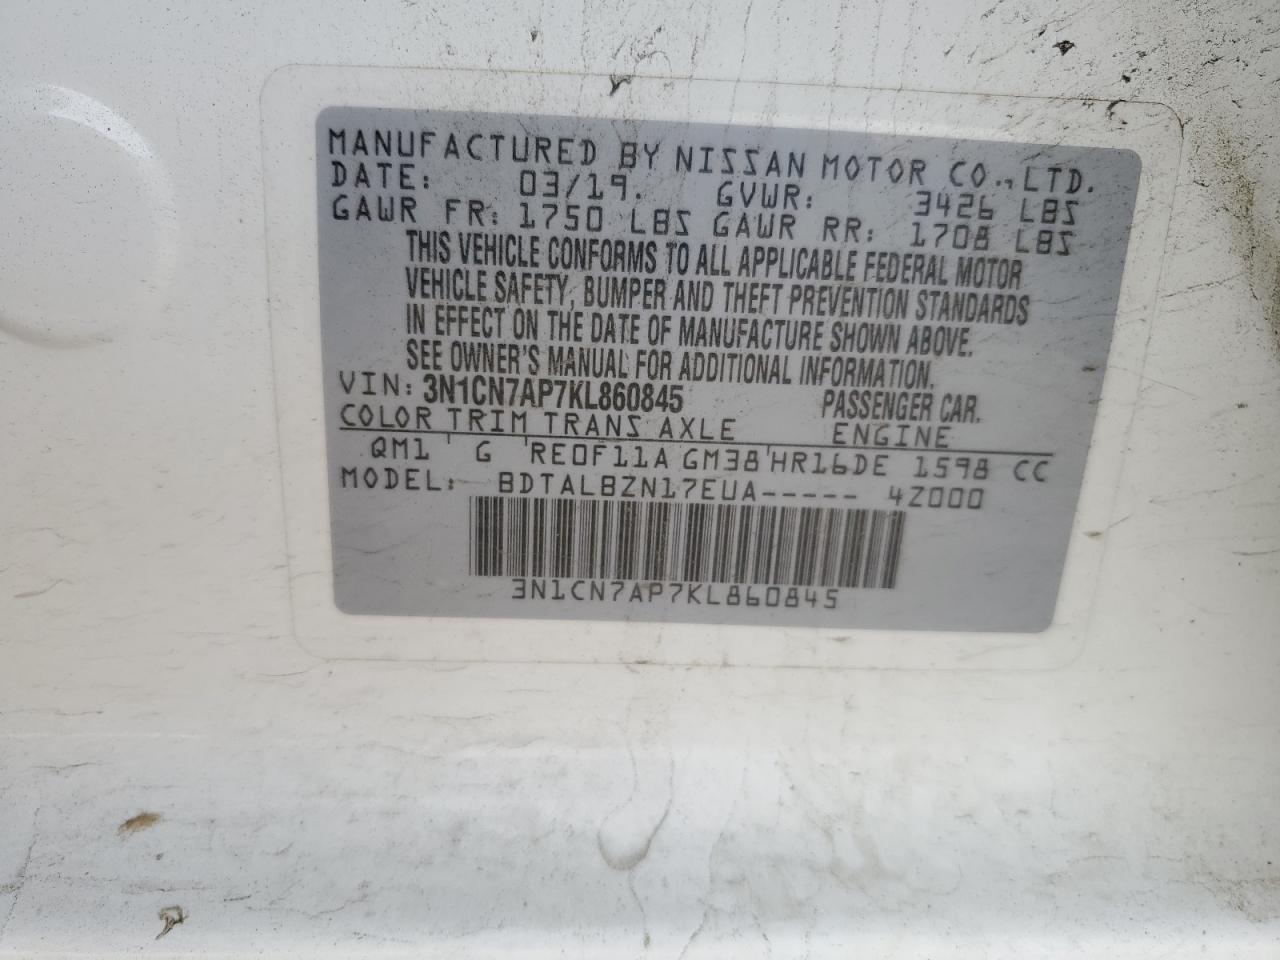 MANUFACTURED BY NISSAN MOTOR CO., LTD.
DATE: 03/19. GVWR: 3426 LBS
GAWR FR: 1750 LBS GAWR RR: 1708 LBS
THIS VEHICLE CONFORMS TO ALL APPLICABLE FEDERAL MOTOR
VEHICLE SAFETY, BUMPER AND THEFT PREVENTION STANDARDS
IN EFFECT ON THE DATE OF MANUFACTURE SHOWN ABOVE.
SEE OWNER'S MANUAL FOR ADDITIONAL INFORMATION.
VIN: 3N1CN7AP7KL860845 PASSENGER CAR.
COLOR TRIM TRANS AXLE ENGINE
QM1 ' G ' RE0F11A GM38 ' HR16DE 1598 CC
MODEL: BDTALBZN17EUA----- 4Z000
3N1CN7AP7KL860845